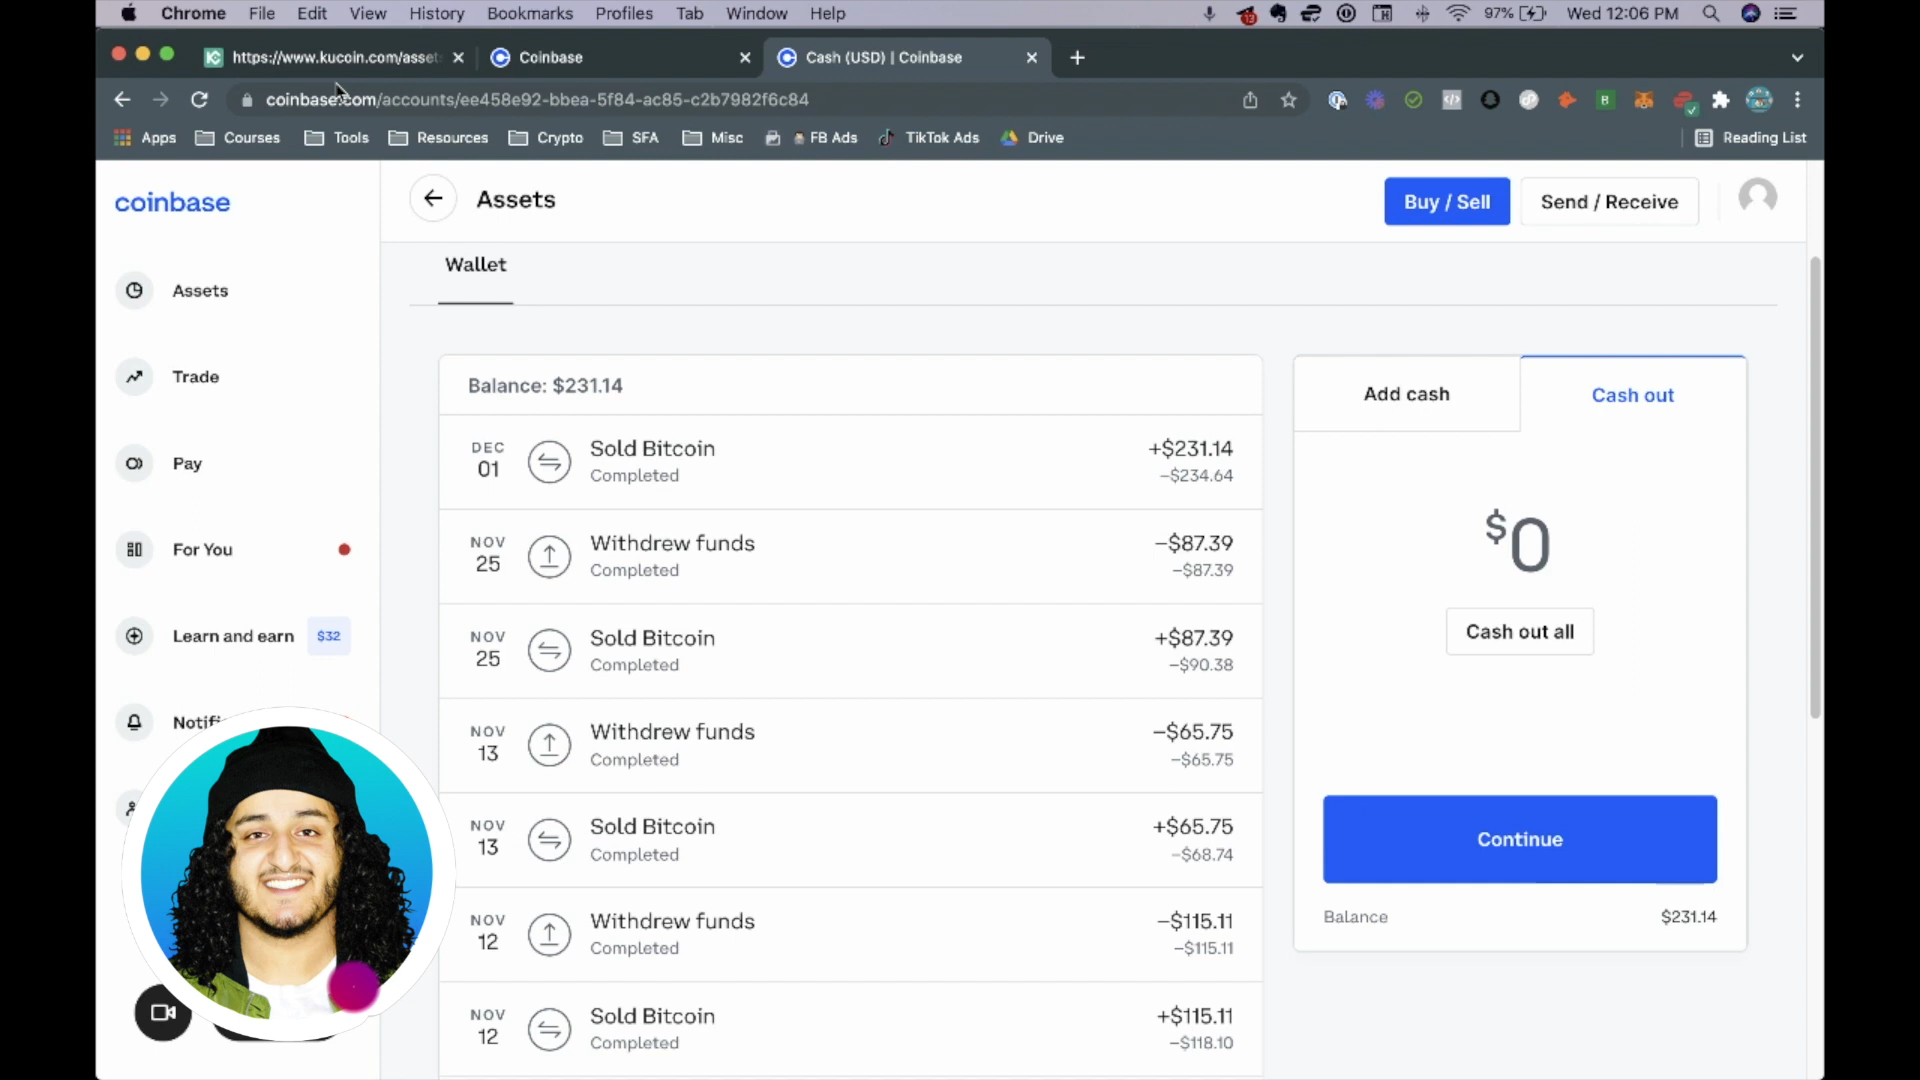 Chrome File Edit View History Bookmarks Profiles Tab Window Help 97% Wed 12:06 PM
https://www.kucoin.com/asset Coinbase Cash (USD) | Coinbase
coinbase.com/accounts/ee458e92-bbea-5f84-ac85-c2b7982f6c84
Apps Courses Tools Resources Crypto SFA Misc FB Ads TikTok Ads Drive Reading List
coinbase
Assets
Trade
Pay
For You
Learn and earn $32
Notifi
Assets
Buy / Sell
Send / Receive
Wallet
Balance: $231.14
DEC 01 Sold Bitcoin +$231.14
Completed -$234.64
NOV 25 Withdrew funds -$87.39
Completed -$87.39
NOV 25 Sold Bitcoin +$87.39
Completed -$90.38
NOV 13 Withdrew funds -$65.75
Completed -$65.75
NOV 13 Sold Bitcoin +$65.75
Completed -$68.74
NOV 12 Withdrew funds -$115.11
Completed -$115.11
NOV 12 Sold Bitcoin +$115.11
Completed -$118.10
Add cash Cash out
$0
Cash out all
Continue
Balance $231.14